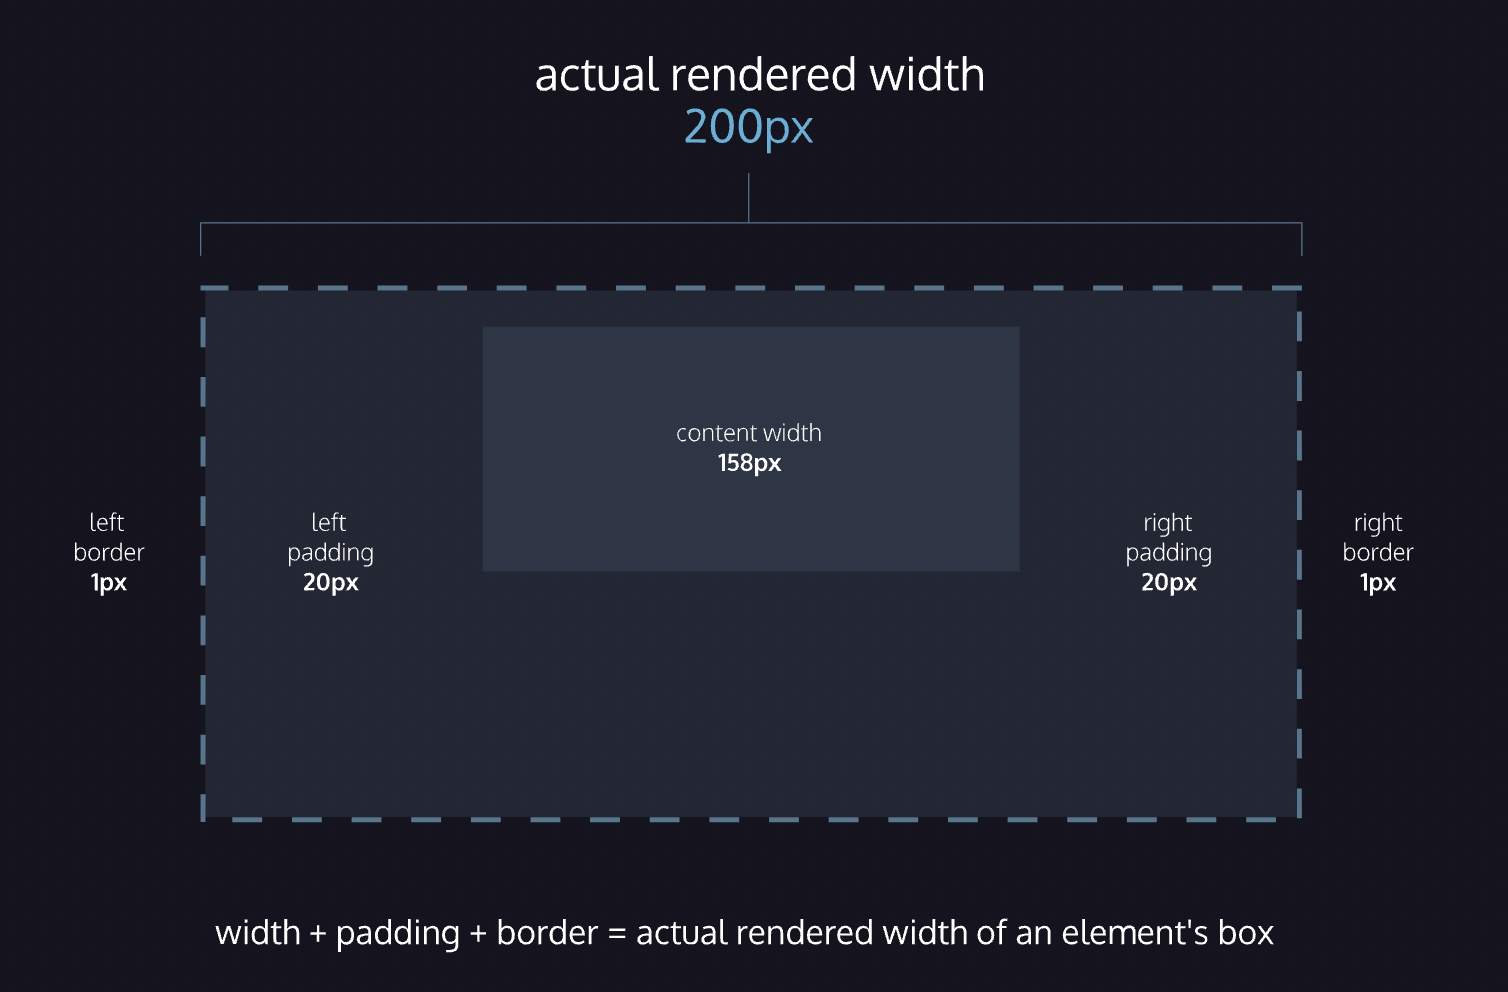 actual rendered width
200px
content width
158px
left
border
1px
left
padding
20px
right
padding
20px
right
border
1px
width + padding + border = actual rendered width of an element's box